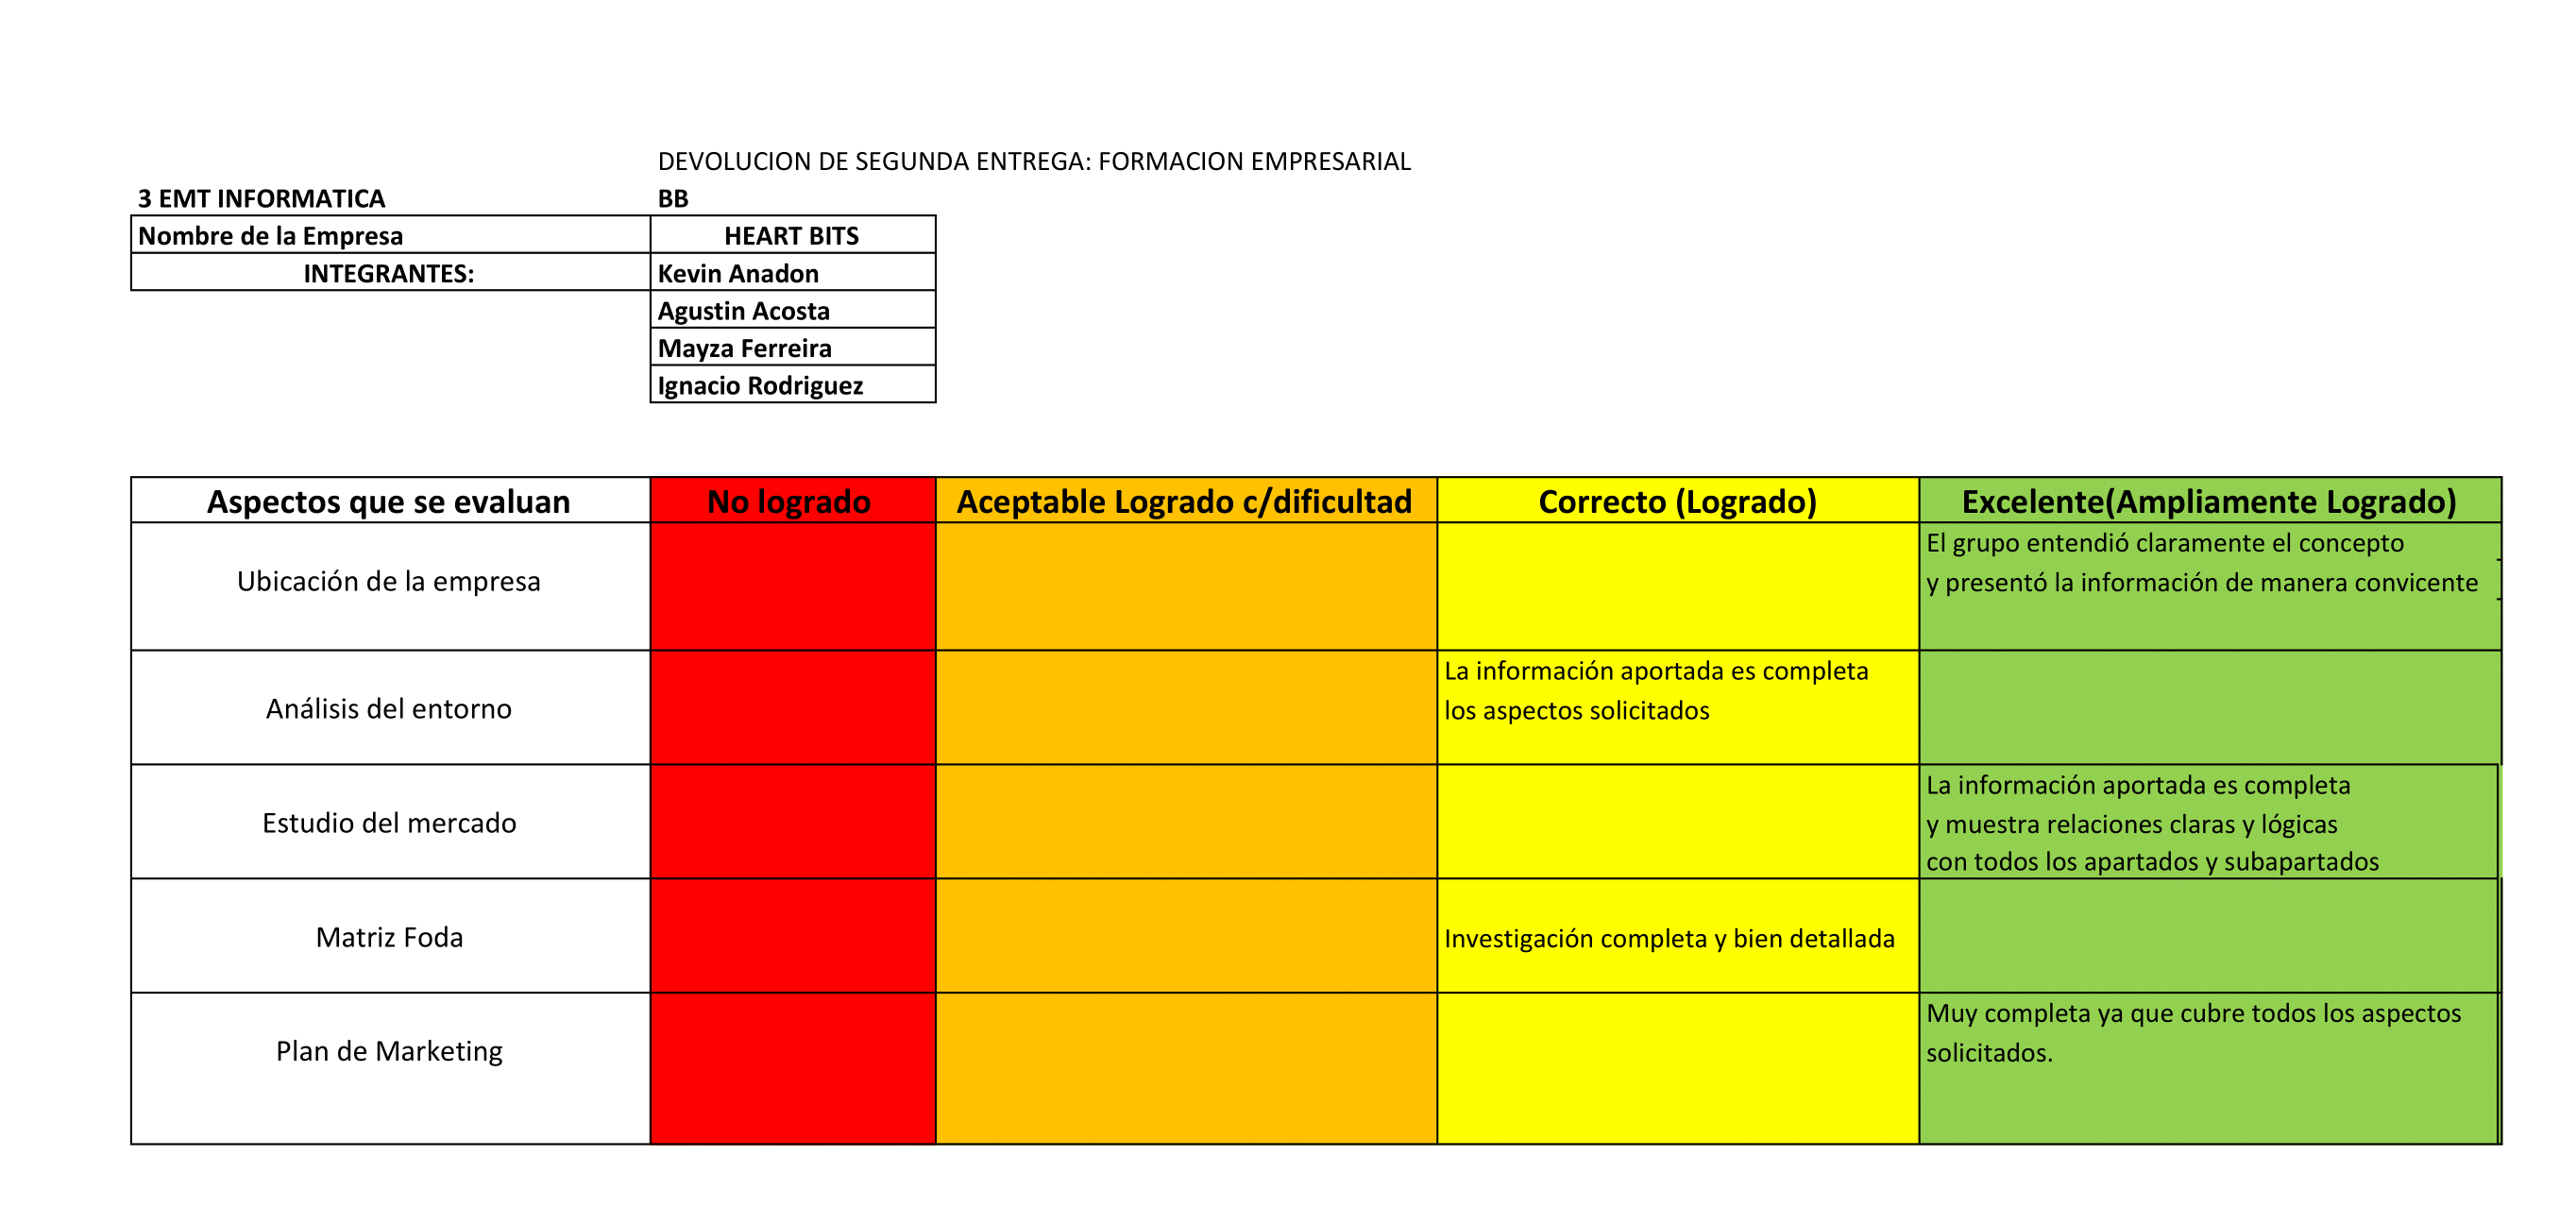 DEVOLUCION DE SEGUNDA ENTREGA: FORMACION EMPRESARIAL
3 EMT INFORMATICA BB
Nombre de la Empresa HEART BITS
INTEGRANTES: Kevin Anadon
Agustin Acosta
Mayza Ferreira
Ignacio Rodriguez
Aspectos que se evaluan No logrado Aceptable Logrado c/dificultad Correcto (Logrado) Excelente(Ampliamente Logrado)
Ubicación de la empresa
El grupo entendió claramente el concepto
y presentó la información de manera convicente
Análisis del entorno
La información aportada es completa
los aspectos solicitados
Estudio del mercado
La información aportada es completa
y muestra relaciones claras y lógicas
con todos los apartados y subapartados
Matriz Foda
Investigación completa y bien detallada
Plan de Marketing
Muy completa ya que cubre todos los aspectos
solicitados.